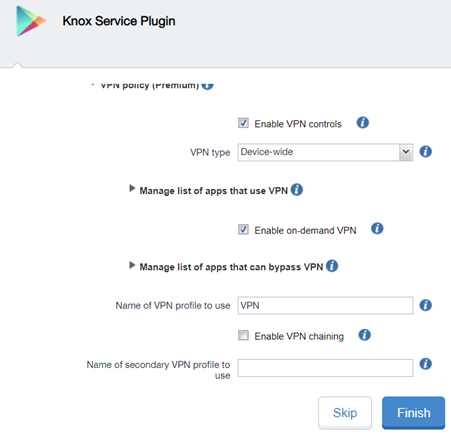 Knox Service Plugin
VPN policy (Premium)
Enable VPN controls
VPN type
Device-wide
Manage list of apps that use VPN
Enable on-demand VPN
Manage list of apps that can bypass VPN
Name of VPN profile to use
VPN
Enable VPN chaining
Name of secondary VPN profile to
use
Skip
Finish